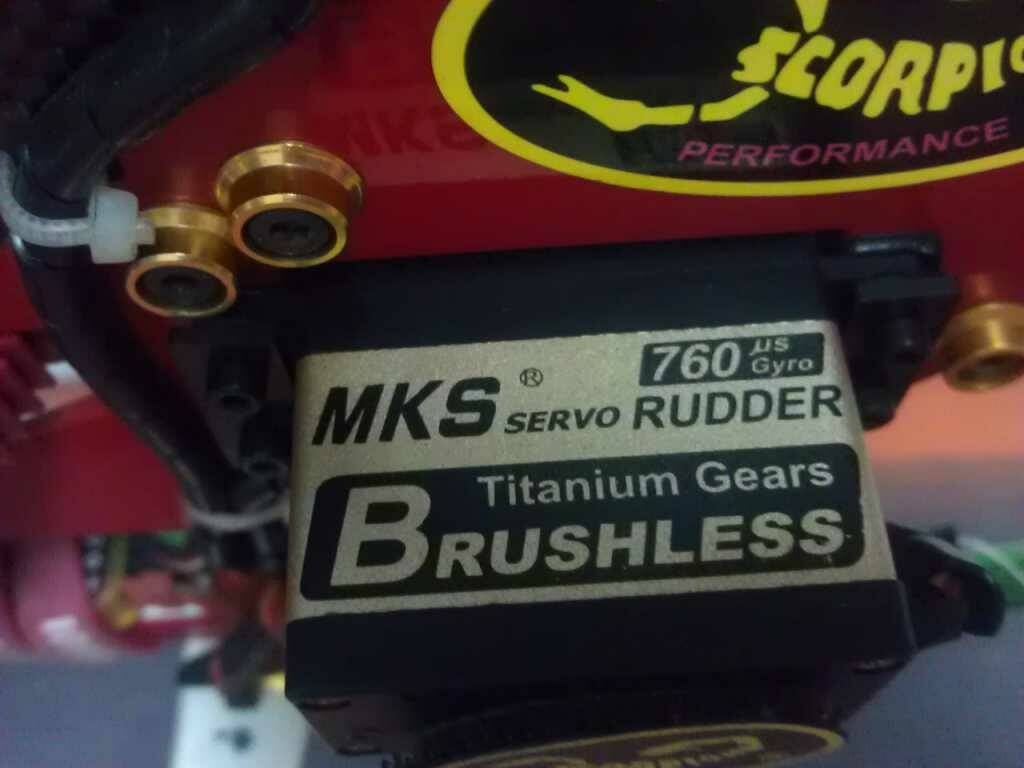 SCORPIO
PERFORMANCE
760 µs Gyro
MKS ® SERVO RUDDER
Titanium Gears
BRUSHLESS